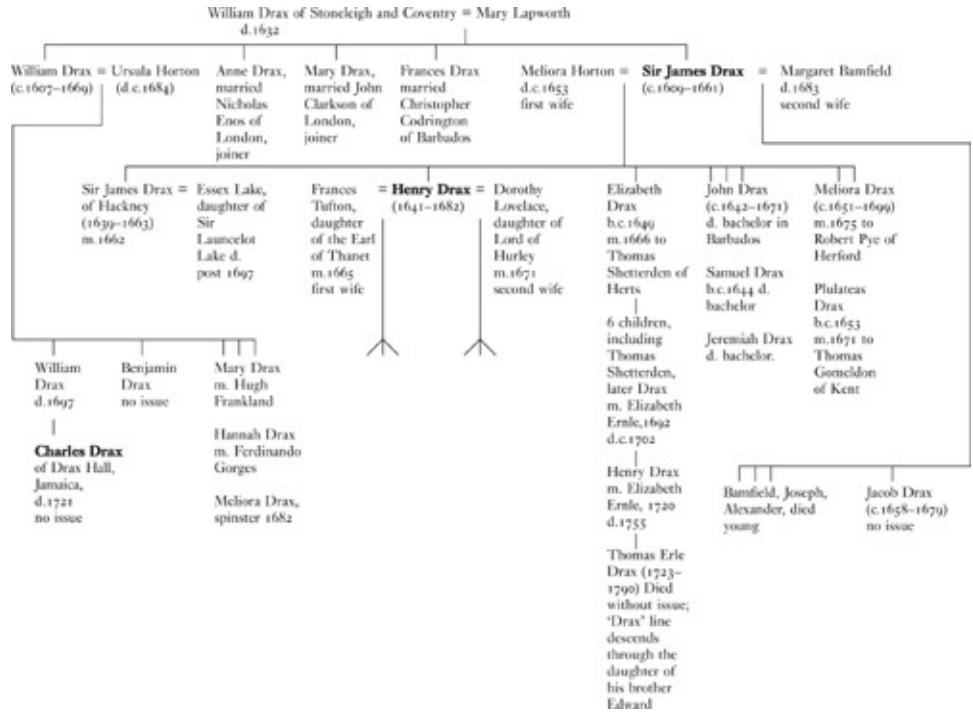 William Drax of Stoneleigh and Coventry = Mary Lapworth
d.1632
William Drax = Ursula Horton
(c.1607–1669) (d.c.1684)
Anne Drax,
married
Nicholas
Enos of
London,
joiner
Mary Drax,
married John
Clarkson of
London,
joiner
Frances Drax
married
Christopher
Codrington
of Barbados
Meliora Horton =
d.c.1653
first wife
Sir James Drax =
(c.1609–1661)
Margaret Bamfield
d.1683
second wife
Sir James Drax =
of Hackney
(1639–1663)
m.1662
Essex Lake,
daughter of
Sir
Launcelot
Lake d.
post 1697
Frances
Tufton,
daughter
of the Earl
of Thanet
m.1665
first wife
= Henry Drax =
(1641–1682)
Dorothy
Lovelace,
daughter of
Lord of
Hurley
m.1671
second wife
Elizabeth
Drax
b.c.1649
m.1666 to
Thomas
Shetterden of
Herts
6 children,
including
Thomas
Shetterden,
later Drax
m. Elizabeth
Ernle, 1692
d.c.1702
Henry Drax
m. Elizabeth
Ernle, 1720
d.1755
Thomas Erle
Drax (1723–
1790) Died
without issue;
‘Drax’ line
descends
through the
daughter of
his brother
Edward
John Drax
(c.1642–1671)
d. bachelor in
Barbados
Samuel Drax
b.c.1644 d.
bachelor
Jeremiah Drax
d. bachelor.
Meliora Drax
(c.1651–1699)
m.1675 to
Robert Pye of
Herford
Plulateas
Drax
b.c.1653
m.1671 to
Thomas
Gomeldon
of Kent
William
Drax
d.1697
Charles Drax
of Drax Hall,
Jamaica,
d.1721
no issue
Benjamin
Drax
no issue
Mary Drax
m. Hugh
Frankland
Hannah Drax
m. Ferdinando
Gorges
Meliora Drax,
spinster 1682
Bamfield, Joseph,
Alexander, died
young
Jacob Drax
(c.1658–1679)
no issue